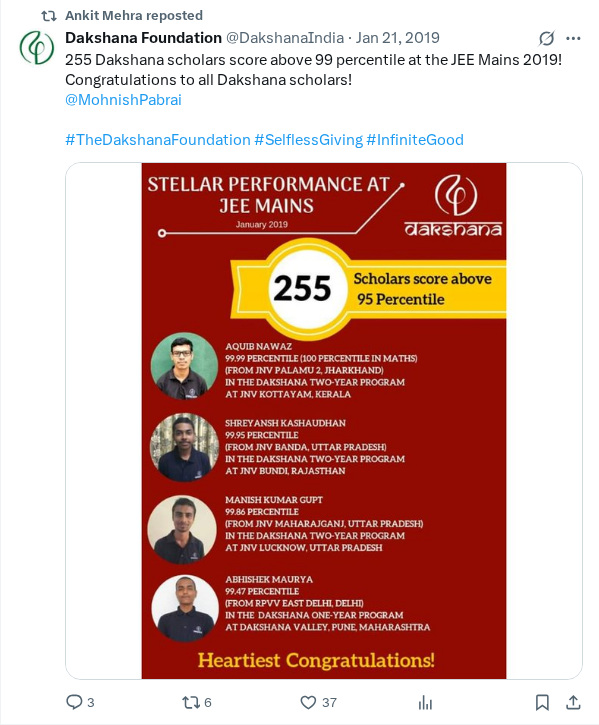 Ankit Mehra reposted
Dakshana Foundation @DakshanaIndia · Jan 21, 2019
255 Dakshana scholars score above 99 percentile at the JEE Mains 2019!
Congratulations to all Dakshana scholars!
@MohnishPabrai
#TheDakshanaFoundation #SelflessGiving #InfiniteGood
STELLAR PERFORMANCE AT
JEE MAINS
January 2019
dakshana
255
Scholars score above
95 Percentile
AQUIB NAWAZ
99.99 PERCENTILE (100 PERCENTILE IN MATHS)
(FROM JNV PALAMU 2, JHARKHAND)
IN THE DAKSHANA TWO-YEAR PROGRAM
AT JNV KOTTAYAM, KERALA
SHREYANSH KASHAUDHAN
99.95 PERCENTILE
(FROM JNV BANDA, UTTAR PRADESH)
IN THE DAKSHANA TWO-YEAR PROGRAM
AT JNV BUNDI, RAJASTHAN
MANISH KUMAR GUPT
99.86 PERCENTILE
(FROM JNV MAHARAJGANJ, UTTAR PRADESH)
IN THE DAKSHANA TWO-YEAR PROGRAM
AT JNV LUCKNOW, UTTAR PRADESH
ABHISHEK MAURYA
99.47 PERCENTILE
(FROM RPVV EAST DELHI, DELHI)
IN THE DAKSHANA ONE-YEAR PROGRAM
AT DAKSHANA VALLEY, PUNE, MAHARASHTRA
Heartiest Congratulations!
3 6 37